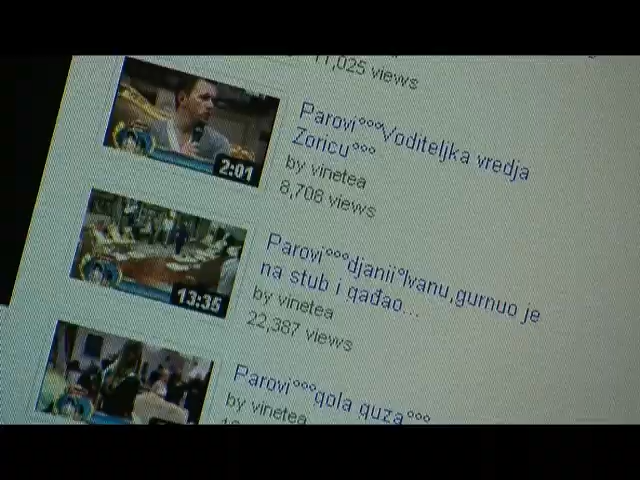 11,025 views
Parovi°°°Voditeljka vredja
Zoricu°°°
by vinetea
8,708 views
2:01
Parovi°°°djanii°Ivanu,gurnuo je
na stub i gađao...
by vinetea
22,387 views
13:35
Parovi°°°gola guza°°°
by vinetea